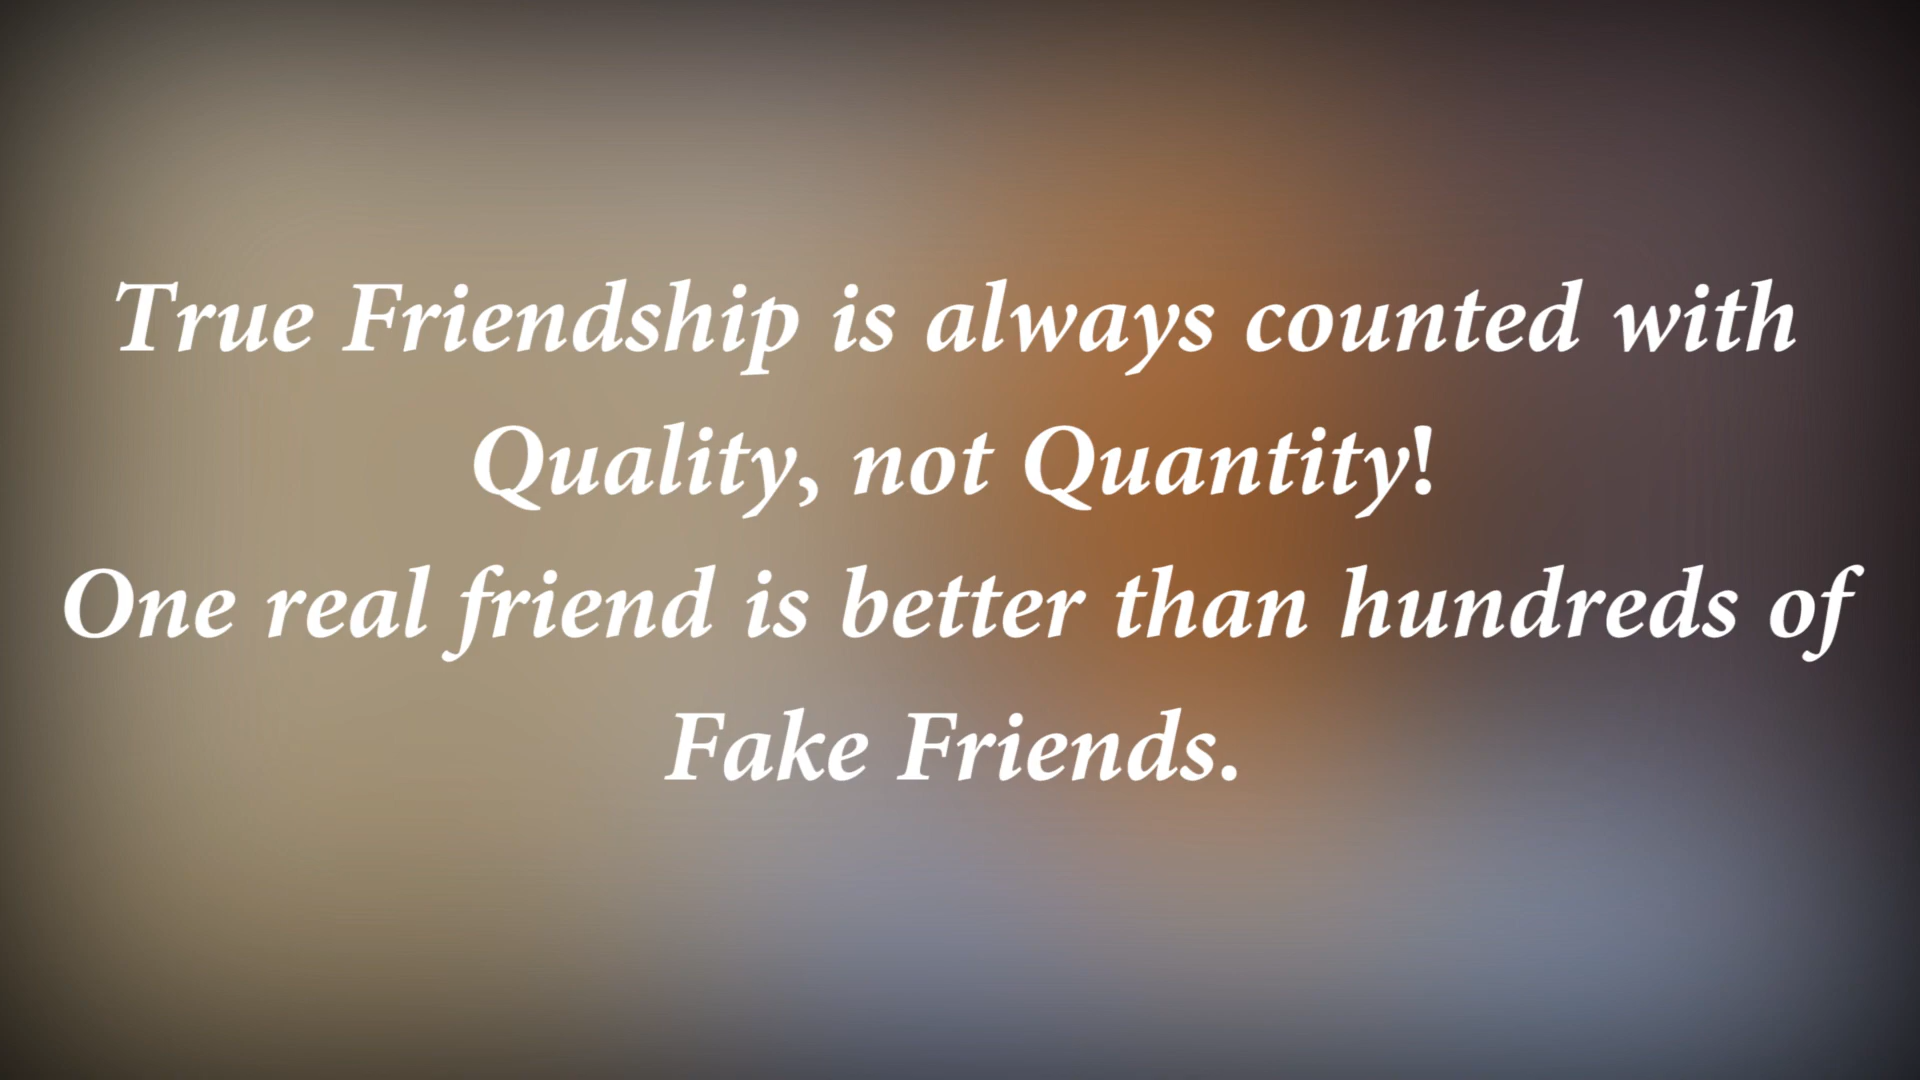 True Friendship is always counted with
Quality, not Quantity!
One real friend is better than hundreds of
Fake Friends.